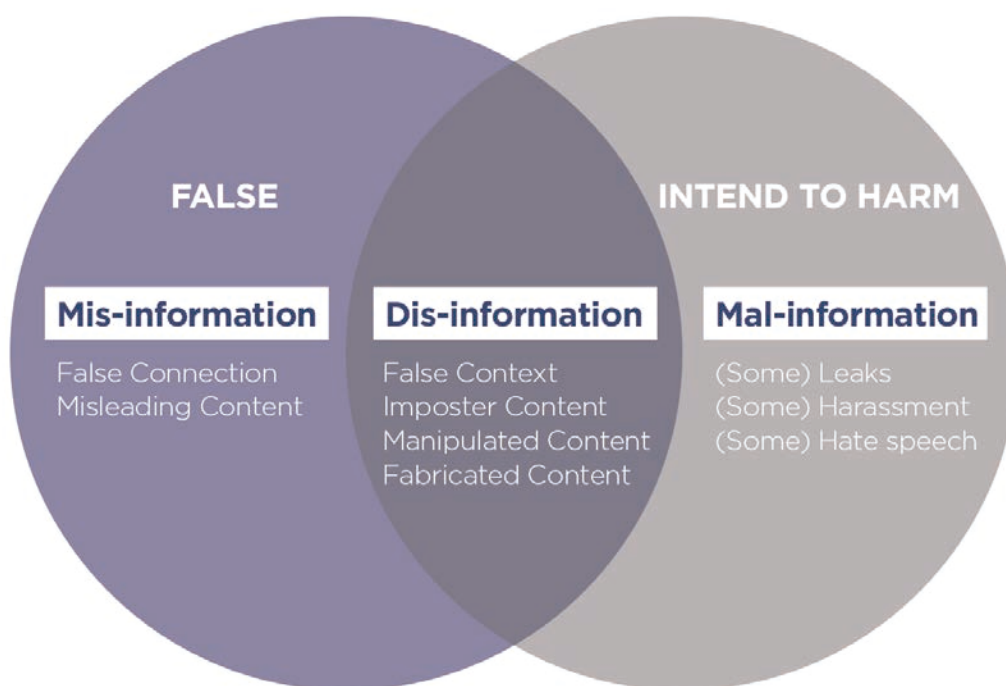 FALSE
INTEND TO HARM
Mis-information
False Connection
Misleading Content
Dis-information
False Context
Imposter Content
Manipulated Content
Fabricated Content
Mal-information
(Some) Leaks
(Some) Harassment
(Some) Hate speech